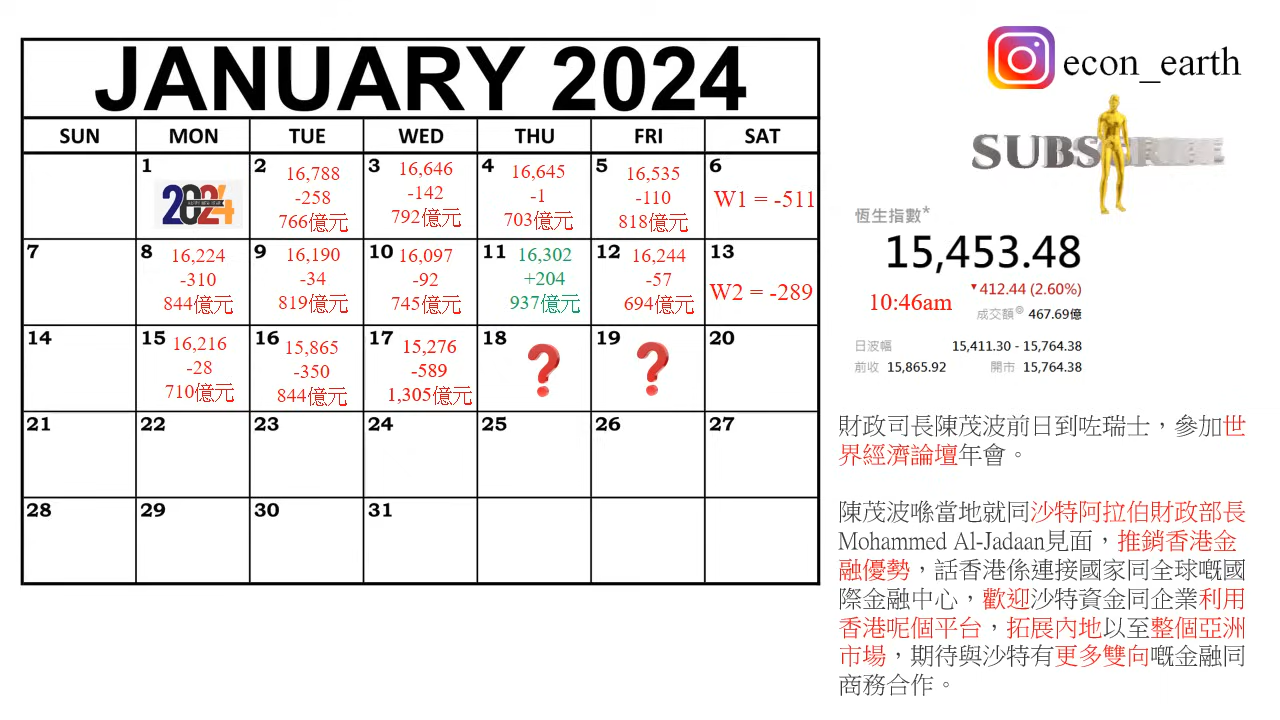 JANUARY 2024
SUN MON TUE WED THU FRI SAT
1 2 3 4 5 6
2024
16,788 16,646 16,645 16,535
-258 -142 -1 -110 W1 = -511
766億元 792億元 703億元 818億元
7 8 9 10 11 12 13
16,224 16,190 16,097 16,302 16,244
-310 -34 -92 +204 -57 W2 = -289
844億元 819億元 745億元 937億元 694億元
14 15 16 17 18 19 20
16,216 15,865 15,276 ? ?
-28 -350 -589
710億元 844億元 1,305億元
21 22 23 24 25 26 27
28 29 30 31
econ_earth
SUBSCRIBE
恆生指數*
15,453.48
▼412.44 (2.60%)
10:46am
成交額 467.69億
日波幅 15,411.30 - 15,764.38
前收 15,865.92 開市 15,764.38
財政司長陳茂波前日到咗瑞士，參加世
界經濟論壇年會。
陳茂波喺當地就同沙特阿拉伯財政部長
Mohammed Al-Jadaan見面，推銷香港金
融優勢，話香港係連接國家同全球嘅國
際金融中心，歡迎沙特資金同企業利用
香港呢個平台，拓展內地以至整個亞洲
市場，期待與沙特有更多雙向嘅金融同
商務合作。